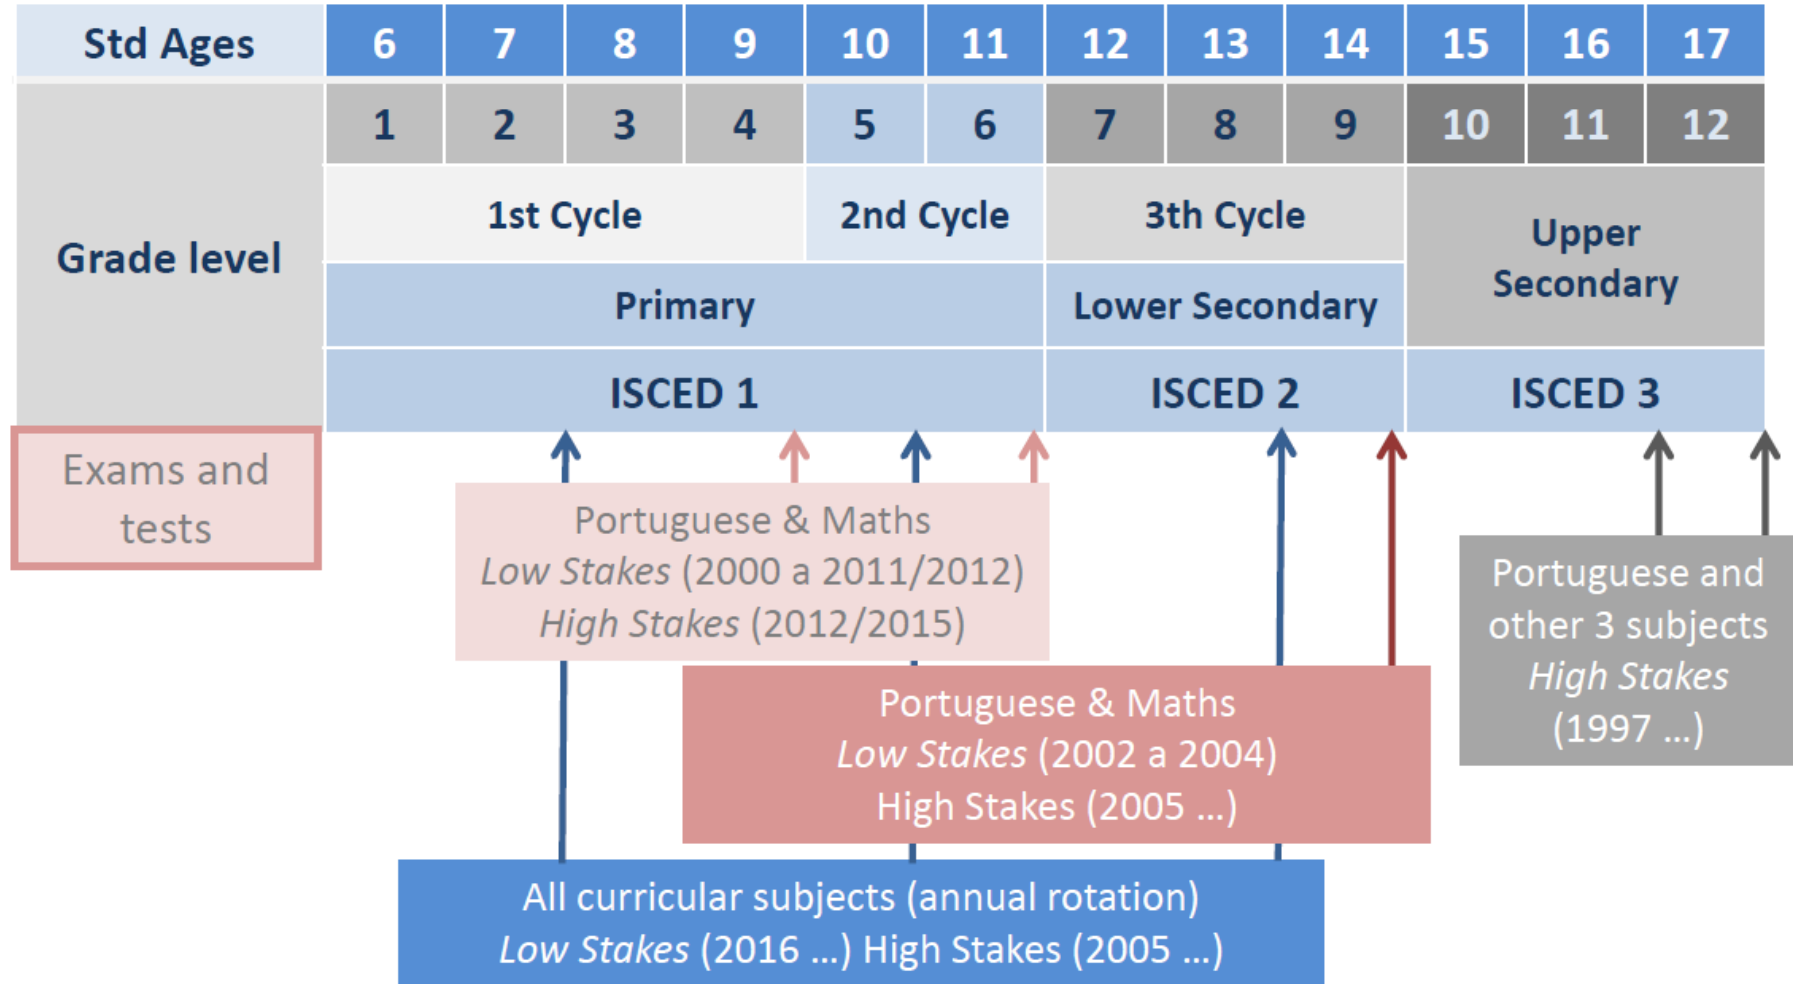 Std Ages 6 7 8 9 10 11 12 13 14 15 16 17
Grade level
1 2 3 4 5 6 7 8 9 10 11 12
1st Cycle 2nd Cycle 3th Cycle
Upper
Secondary
Primary Lower Secondary
ISCED 1 ISCED 2 ISCED 3
Exams and
tests
Portuguese & Maths
Low Stakes (2000 a 2011/2012)
High Stakes (2012/2015)
Portuguese and
other 3 subjects
High Stakes
(1997 ...)
Portuguese & Maths
Low Stakes (2002 a 2004)
High Stakes (2005 ...)
All curricular subjects (annual rotation)
Low Stakes (2016 ...) High Stakes (2005 ...)